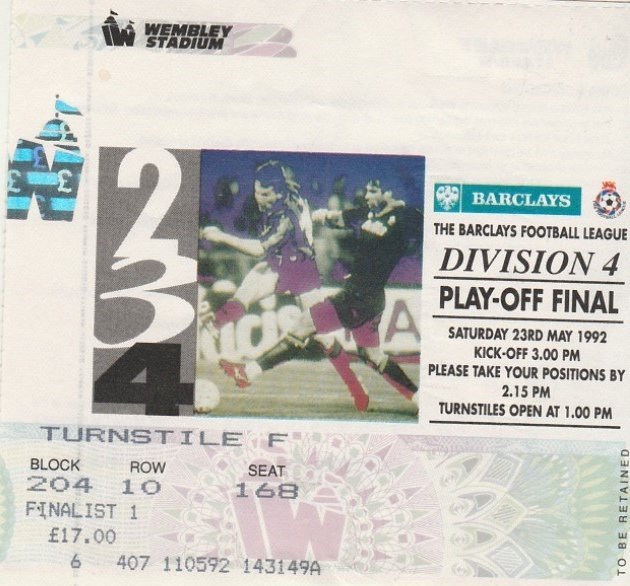 WEMBLEY
STADIUM
2
3
4
BARCLAYS
THE BARCLAYS FOOTBALL LEAGUE
DIVISION 4
PLAY-OFF FINAL
SATURDAY 23RD MAY 1992
KICK-OFF 3.00 PM
PLEASE TAKE YOUR POSITIONS BY
2.15 PM
TURNSTILES OPEN AT 1.00 PM
TURNSTILE F
BLOCK ROW SEAT
204 10 168
FINALIST 1
£17.00
6 407 110592 143149A
TO BE RETAINED